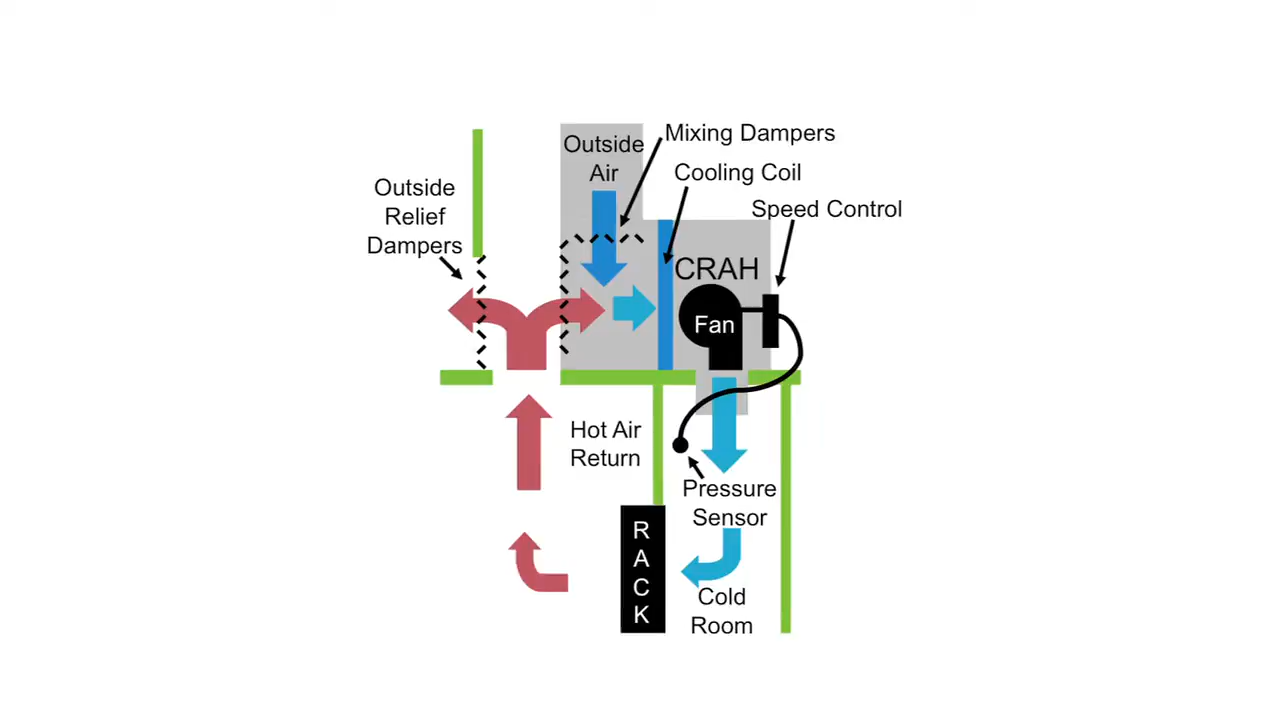 Outside
Air
Mixing Dampers
Cooling Coil
Speed Control
Outside
Relief
Dampers
CRAH
Fan
Hot Air
Return
Pressure
Sensor
R
A
C
K
Cold
Room